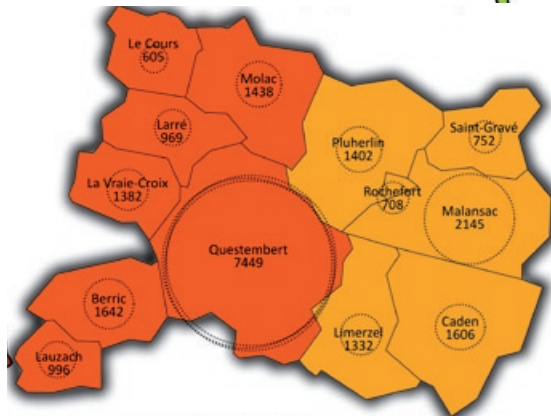 Le Cours
605
Molac
1438
Larré
969
Pluherlin
1402
Saint-Gravé
752
La Vraie-Croix
1382
Rochefort
708
Malansac
2145
Questembert
7449
Berric
1642
Limerzel
1332
Caden
1606
Lauzach
996